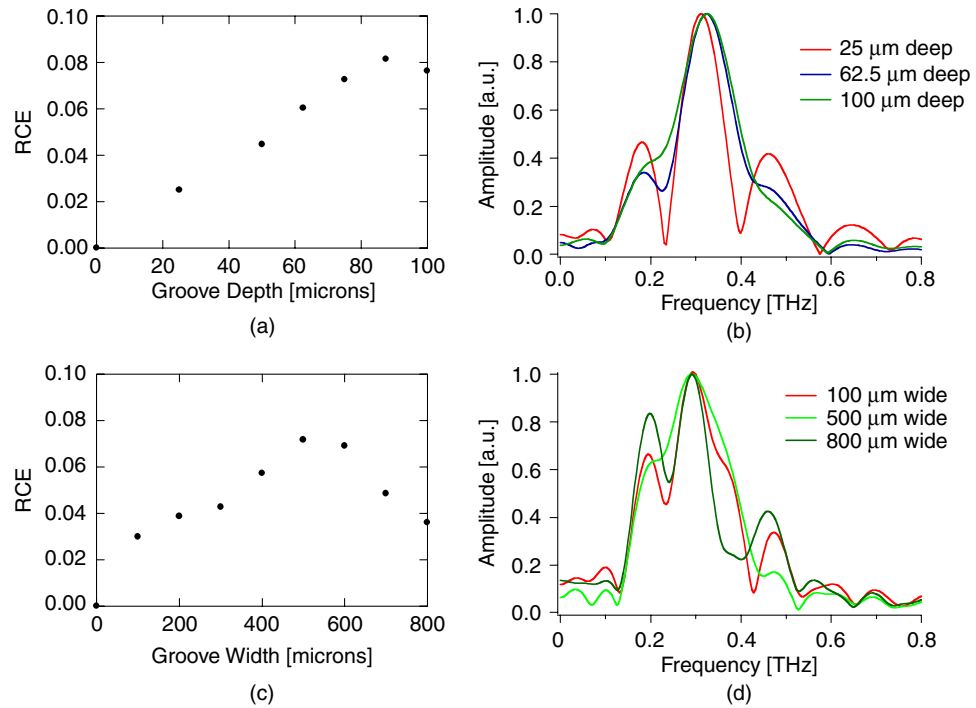 0.10
0.08
0.06
0.04
0.02
0.00
RCE
0 20 40 60 80 100
Groove Depth [microns]
(a)
1.0
0.8
0.6
0.4
0.2
1.0
Amplitude [a.u.]
25 μm deep
62.5 μm deep
100 μm deep
0.0 0.2 0.4 0.6 0.8
Frequency [THz]
(b)
0.10
0.08
0.06
0.04
0.02
0.00
RCE
0 200 400 600 800
Groove Width [microns]
(c)
1.0
0.8
0.6
0.4
0.2
1.0
Amplitude [a.u.]
100 μm wide
500 μm wide
800 μm wide
0 0.2 0.4 0.6 0.8
Frequency [THz]
(d)